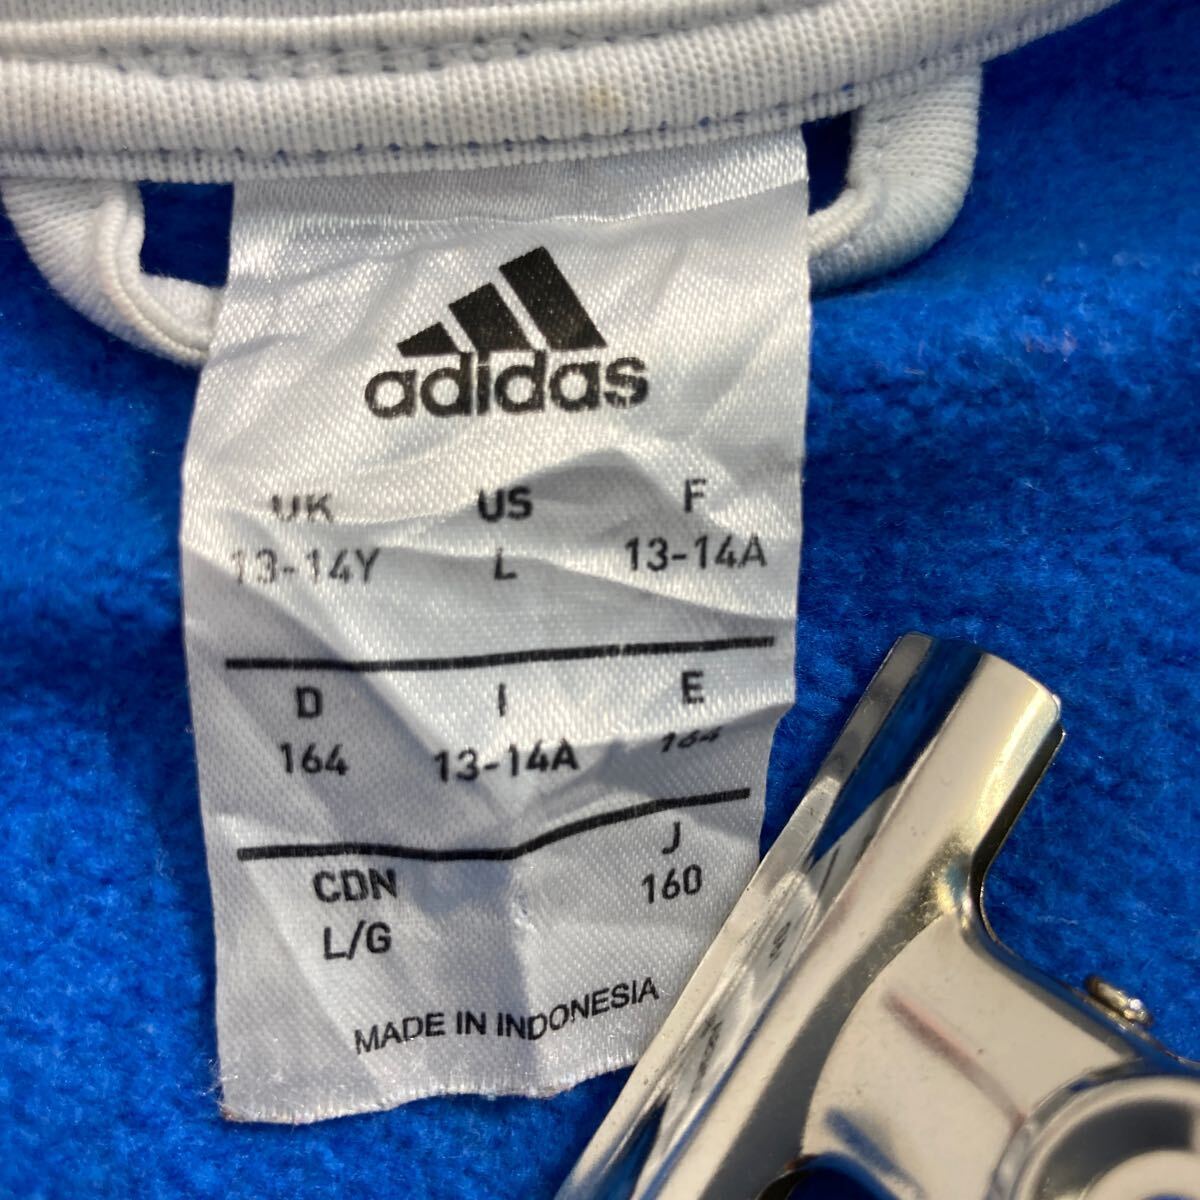 adidas
UK US F
13-14Y L 13-14A
D I E
164 13-14A 164
CDN J
L/G 160
MADE IN INDONESIA